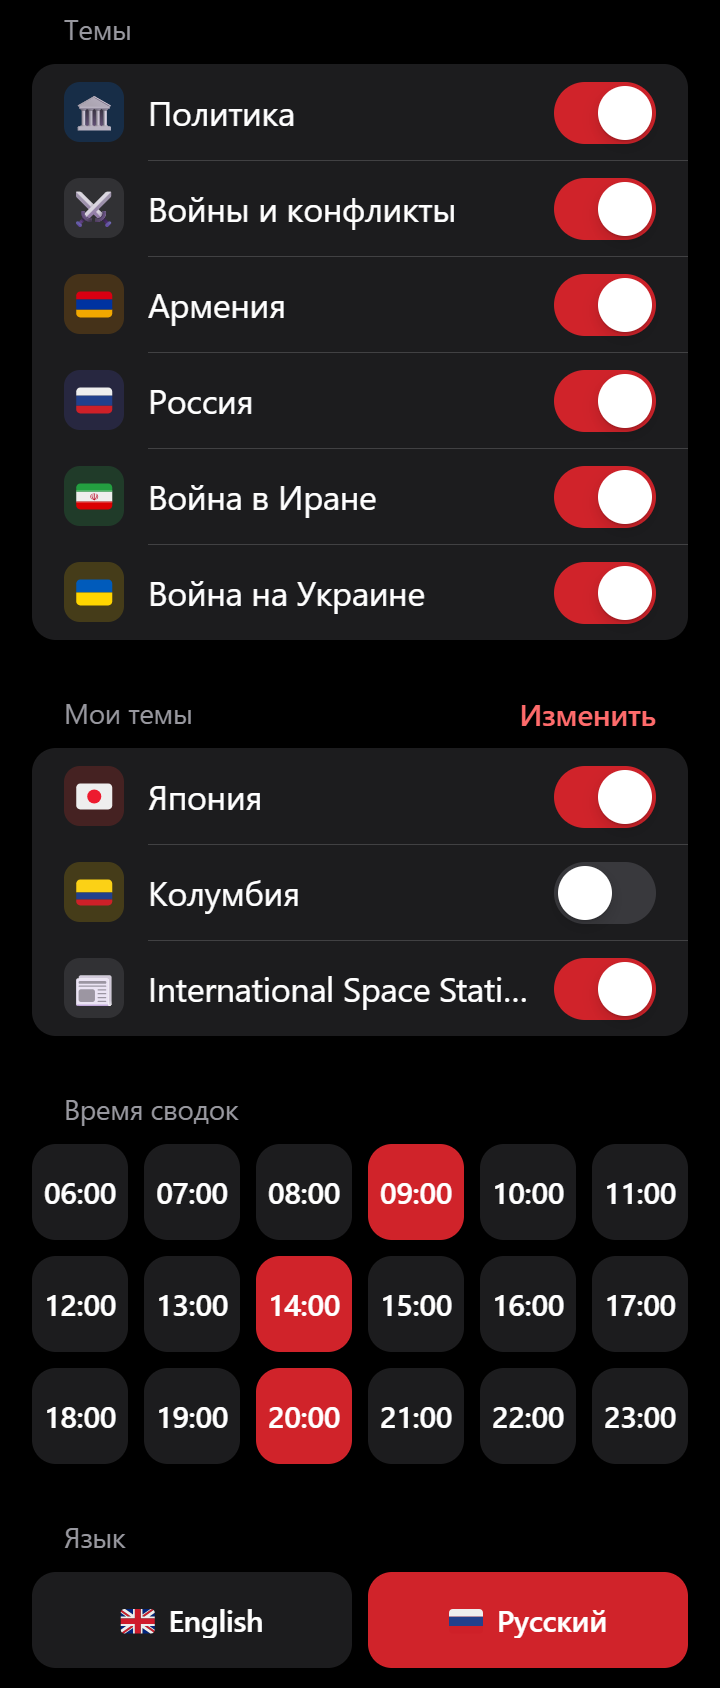 Темы
Политика
Войны и конфликты
Армения
Россия
Война в Иране
Война на Украине
Мои темы
Изменить
Япония
Колумбия
International Space Stati...
Время сводок
06:00 07:00 08:00 09:00 10:00 11:00
12:00 13:00 14:00 15:00 16:00 17:00
18:00 19:00 20:00 21:00 22:00 23:00
Язык
English Русский